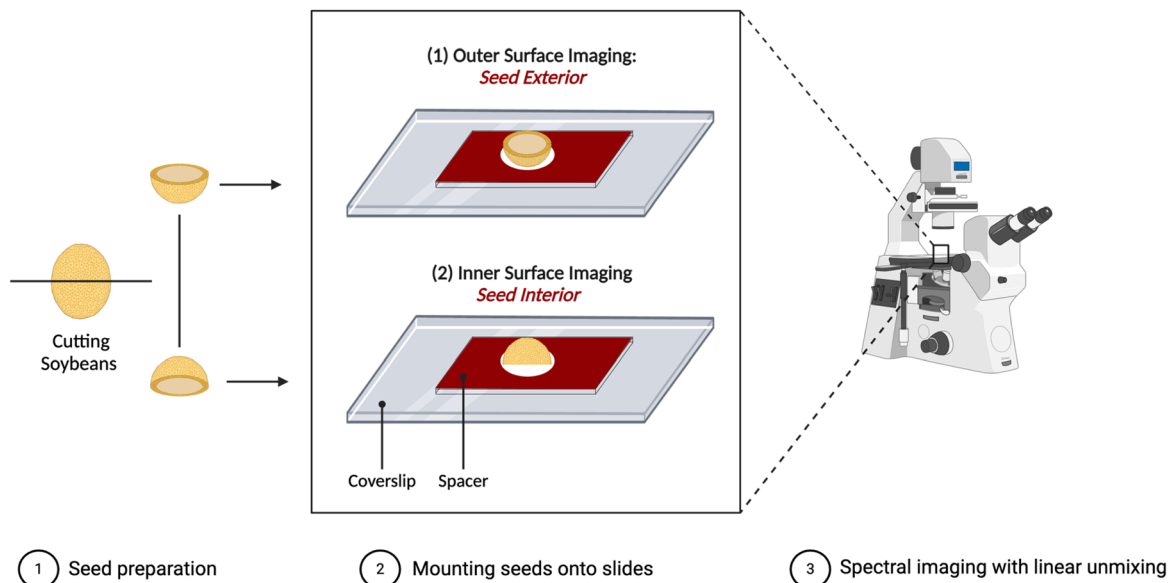 (1) Outer Surface Imaging:
Seed Exterior
Cutting
Soybeans
(2) Inner Surface Imaging
Seed Interior
Coverslip
Spacer
1 Seed preparation
2 Mounting seeds onto slides
3 Spectral imaging with linear unmixing